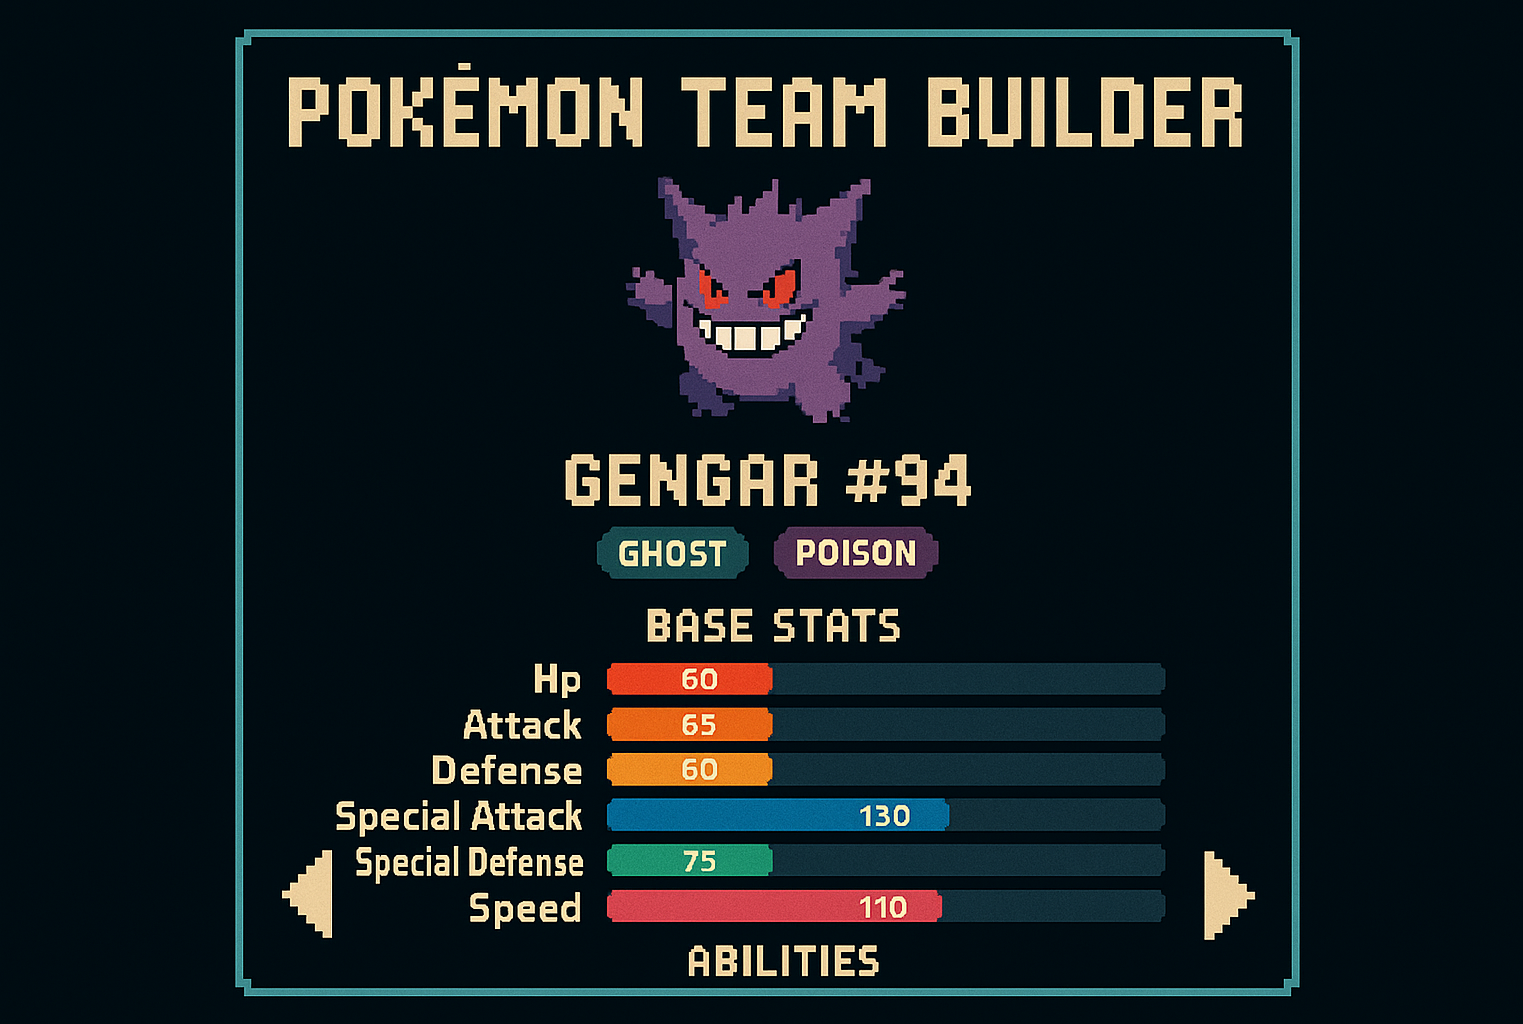 POKĖMON TEAM BUILDER
GENGAR #94
GHOST POISON
BASE STATS
Hp 60
Attack 65
Defense 60
Special Attack 130
Special Defense 75
Speed 110
ABILITIES